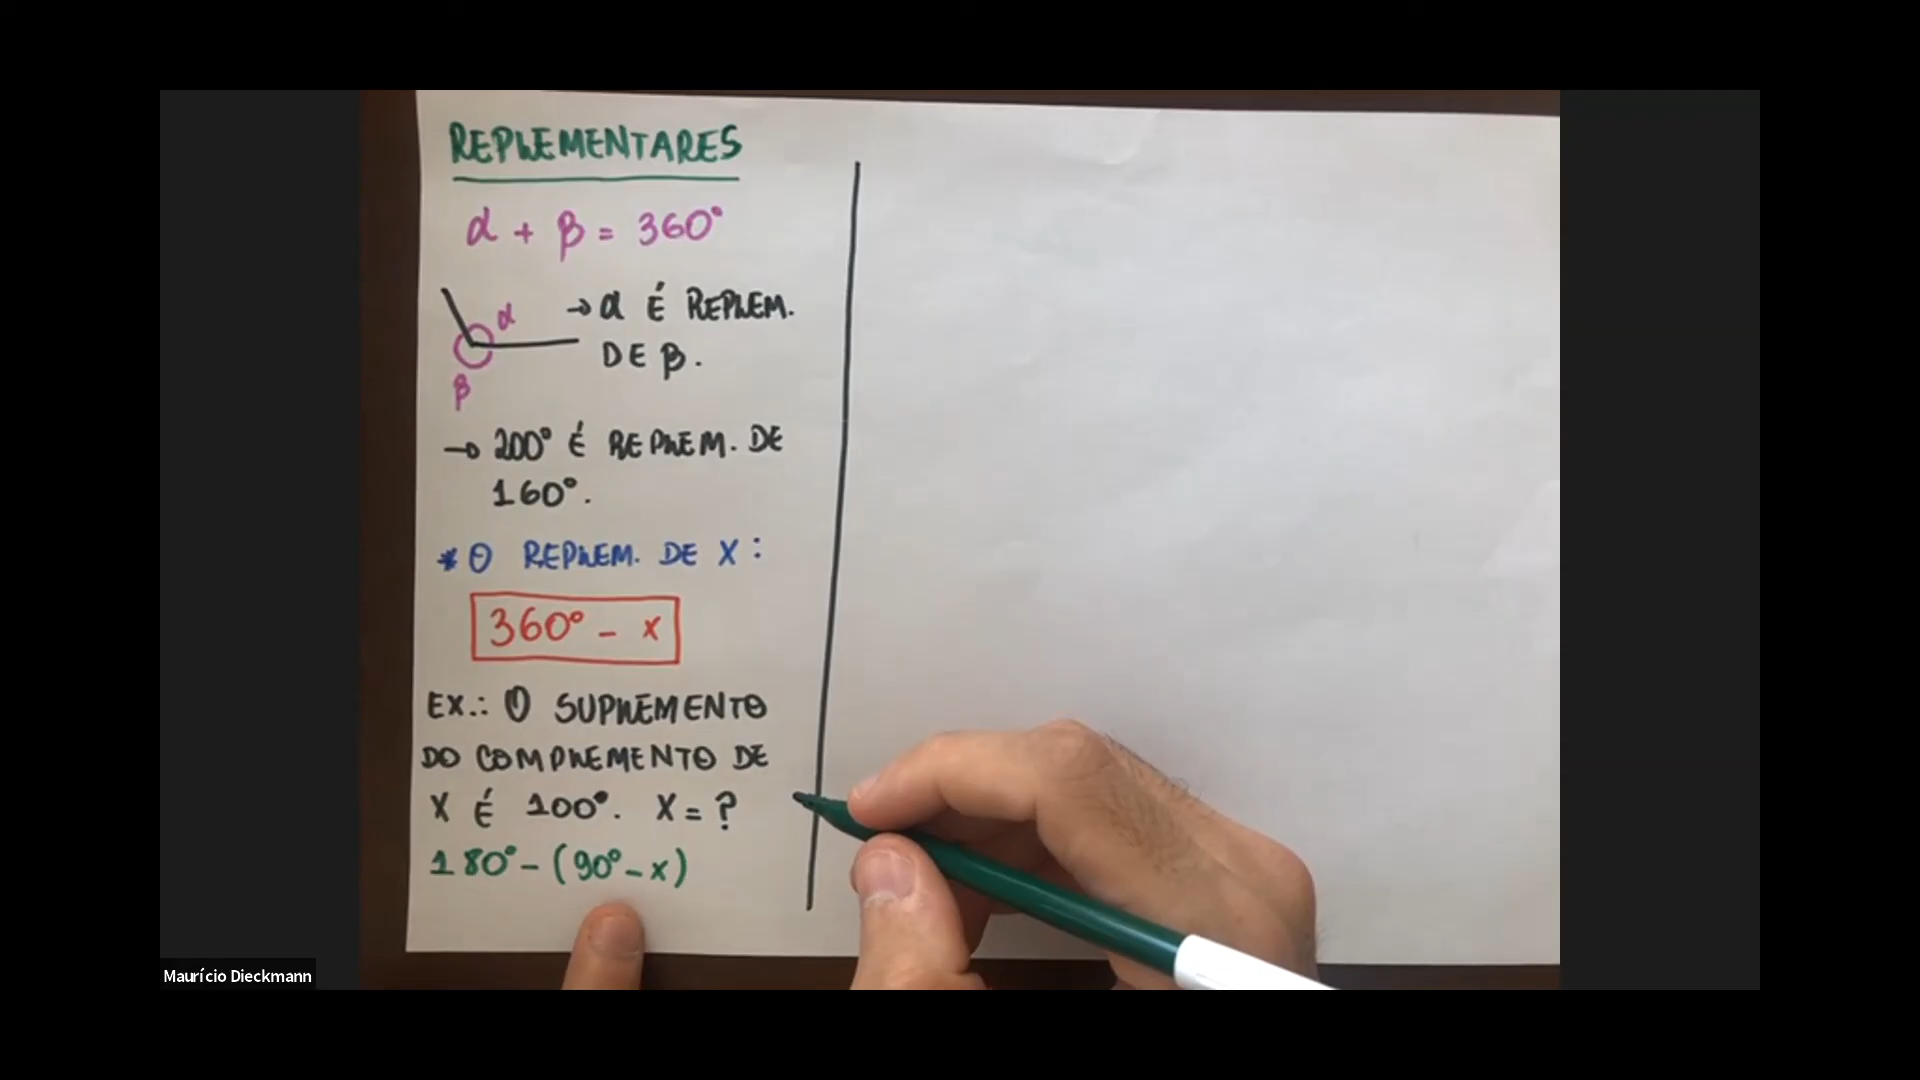 REPLEMENTARES
α + β = 360°
α
→ α É REPLEM.
DE β.
β
→ 200° É REPLEM. DE
160°.
* O REPLEM. DE X:
360° - x
EX.: O SUPLEMENTO
DO COMPLEMENTO DE
X É 100°. X = ?
180° - (90° - x)
Maurício Dieckmann